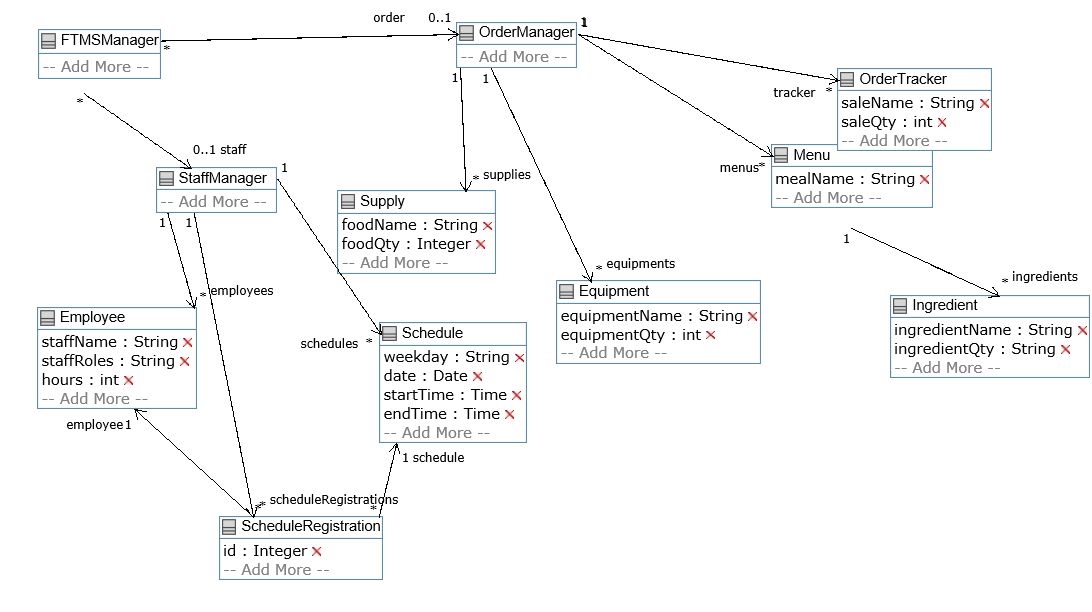 order
0..1
OrderManager
-- Add More --
1
FTMSManager
-- Add More --
*
*
1
1
tracker
*
OrderTracker
saleName : String
saleQty : int
-- Add More --
menus*
Menu
mealName : String
-- Add More --
0..1 staff
StaffManager
-- Add More --
1
1
1
* supplies
Supply
foodName : String
foodQty : Integer
-- Add More --
* equipments
Equipment
equipmentName : String
equipmentQty : int
-- Add More --
1
* ingredients
Ingredient
ingredientName : String
ingredientQty : String
-- Add More --
* employees
Employee
staffName : String
staffRoles : String
hours : int
-- Add More --
schedules *
Schedule
weekday : String
date : Date
startTime : Time
endTime : Time
-- Add More --
employee1
1 schedule
* scheduleRegistrations
*
ScheduleRegistration
id : Integer
-- Add More --